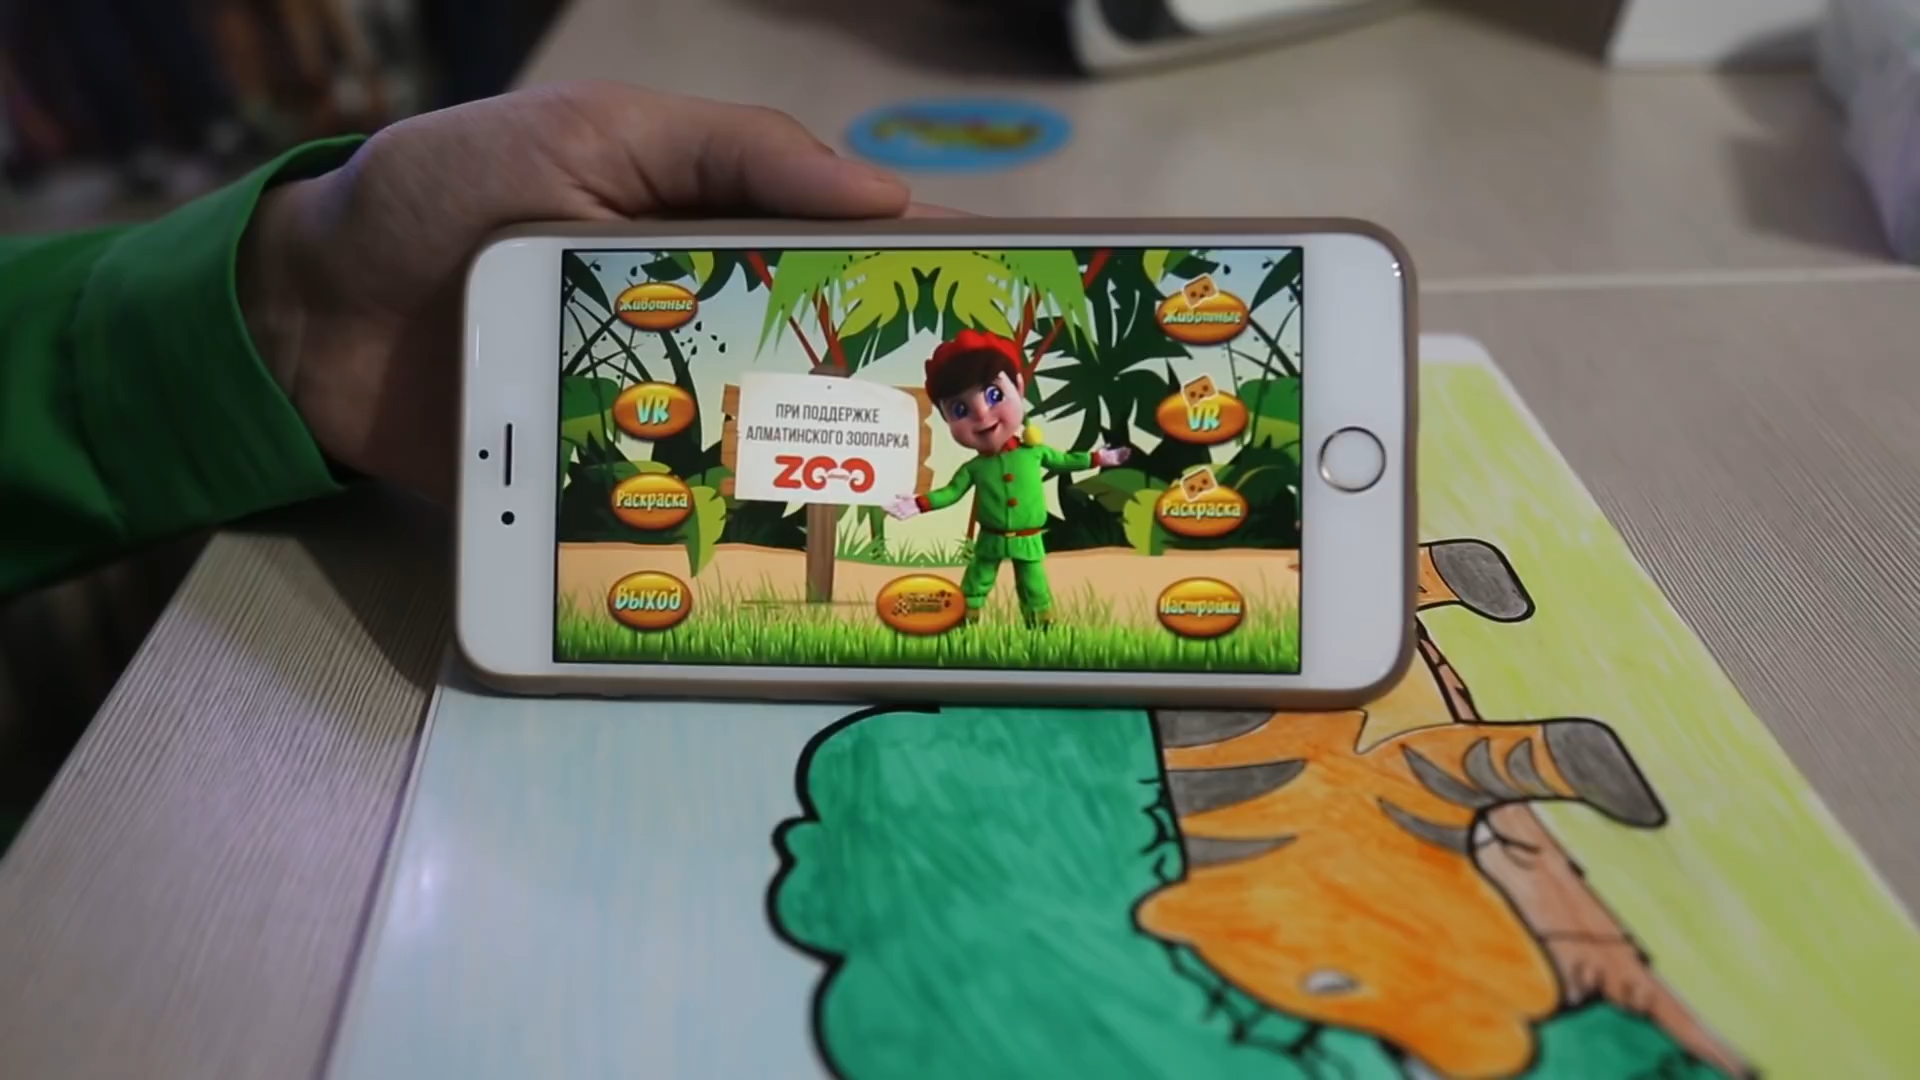 Животные
Животные
ПРИ ПОДДЕРЖКЕ
АЛМАТИНСКОГО ЗООПАРКА
ZOO
VR
VR
Раскраска
Раскраска
Выход
Настройки